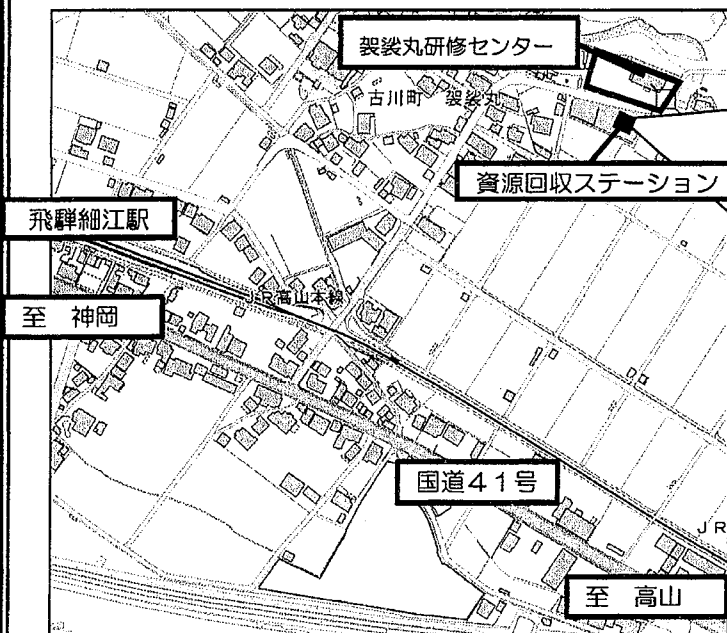 袈裟丸研修センター
古川町 袈裟丸
資源回収ステーション
飛騨細江駅
JR高山本線
至 神岡
国道41号
JR
至 高山